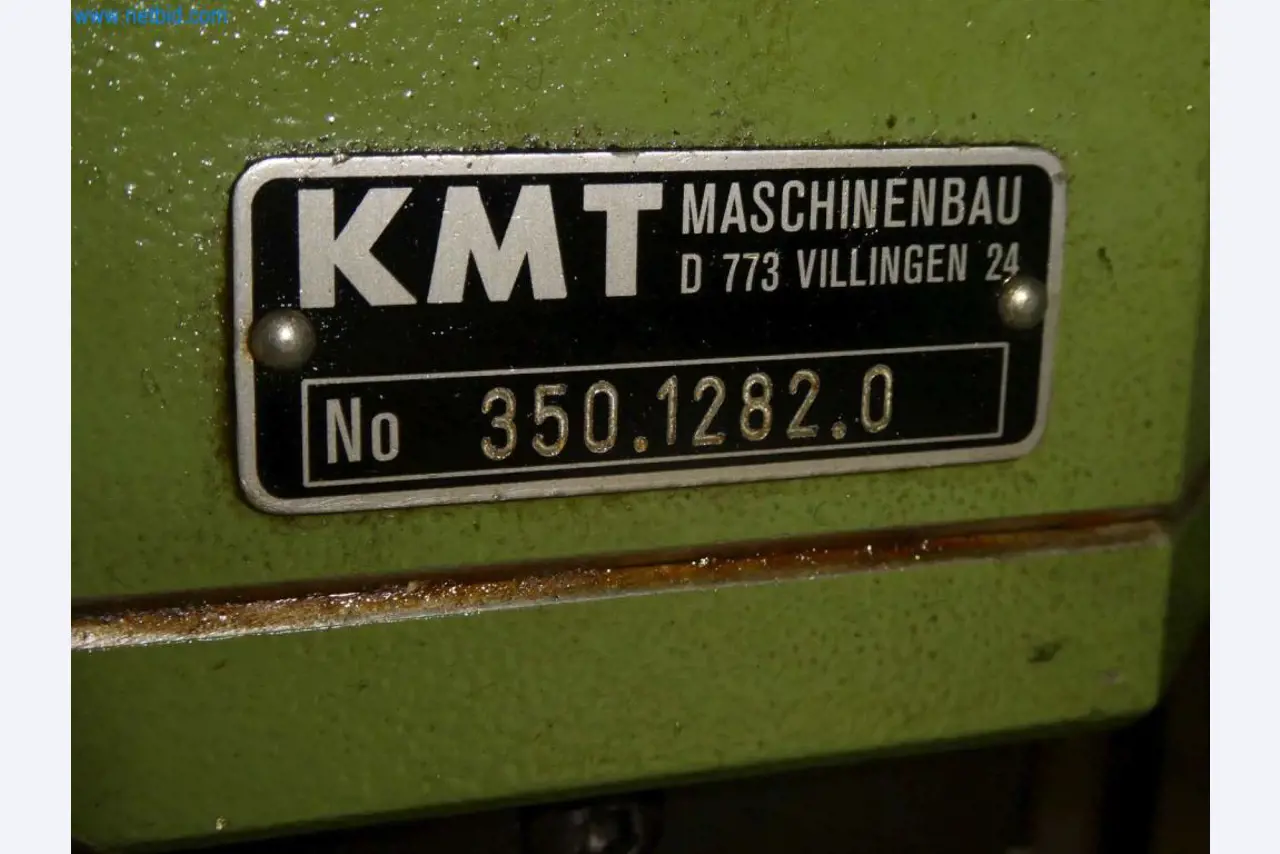 www.netbid.com
KMT MASCHINENBAU
D 773 VILLINGEN 24
No 350.1282.0